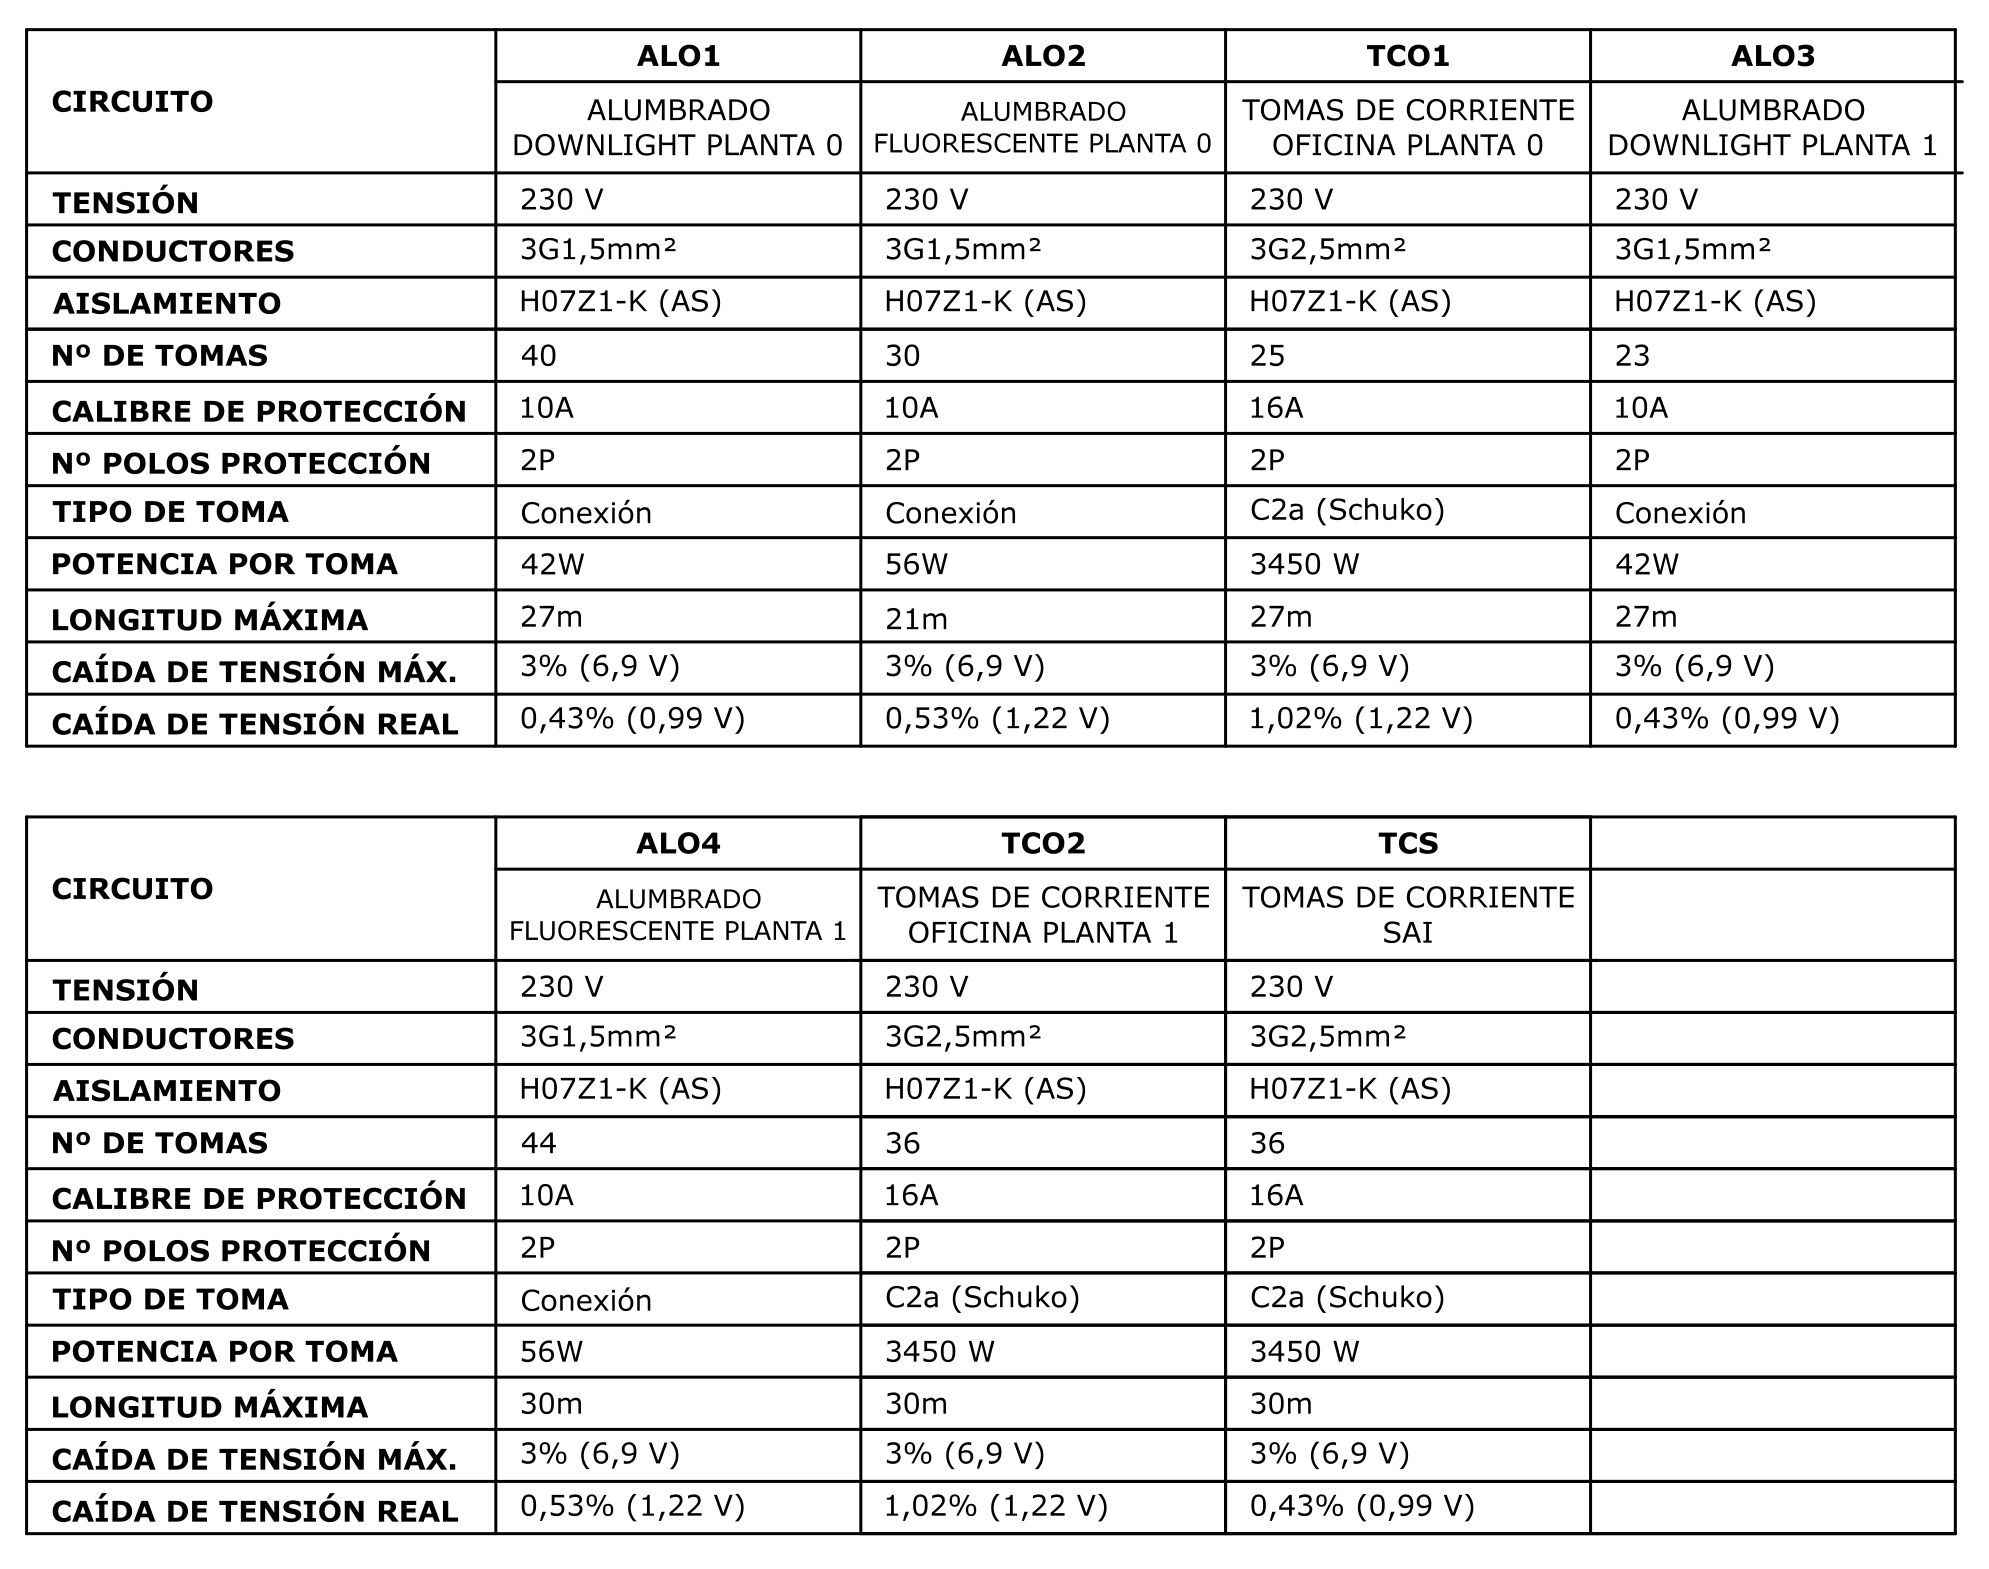 CIRCUITO
ALO1 ALO2 TCO1 ALO3
ALUMBRADO DOWNLIGHT PLANTA 0 ALUMBRADO FLUORESCENTE PLANTA 0 TOMAS DE CORRIENTE OFICINA PLANTA 0 ALUMBRADO DOWNLIGHT PLANTA 1
TENSIÓN 230 V 230 V 230 V 230 V
CONDUCTORES 3G1,5mm² 3G1,5mm² 3G2,5mm² 3G1,5mm²
AISLAMIENTO H07Z1-K (AS) H07Z1-K (AS) H07Z1-K (AS) H07Z1-K (AS)
Nº DE TOMAS 40 30 25 23
CALIBRE DE PROTECCIÓN 10A 10A 16A 10A
Nº POLOS PROTECCIÓN 2P 2P 2P 2P
TIPO DE TOMA Conexión Conexión C2a (Schuko) Conexión
POTENCIA POR TOMA 42W 56W 3450 W 42W
LONGITUD MÁXIMA 27m 21m 27m 27m
CAÍDA DE TENSIÓN MÁX. 3% (6,9 V) 3% (6,9 V) 3% (6,9 V) 3% (6,9 V)
CAÍDA DE TENSIÓN REAL 0,43% (0,99 V) 0,53% (1,22 V) 1,02% (1,22 V) 0,43% (0,99 V)
CIRCUITO
ALO4 TCO2 TCS
ALUMBRADO FLUORESCENTE PLANTA 1 TOMAS DE CORRIENTE OFICINA PLANTA 1 TOMAS DE CORRIENTE SAI
TENSIÓN 230 V 230 V 230 V
CONDUCTORES 3G1,5mm² 3G2,5mm² 3G2,5mm²
AISLAMIENTO H07Z1-K (AS) H07Z1-K (AS) H07Z1-K (AS)
Nº DE TOMAS 44 36 36
CALIBRE DE PROTECCIÓN 10A 16A 16A
Nº POLOS PROTECCIÓN 2P 2P 2P
TIPO DE TOMA Conexión C2a (Schuko) C2a (Schuko)
POTENCIA POR TOMA 56W 3450 W 3450 W
LONGITUD MÁXIMA 30m 30m 30m
CAÍDA DE TENSIÓN MÁX. 3% (6,9 V) 3% (6,9 V) 3% (6,9 V)
CAÍDA DE TENSIÓN REAL 0,53% (1,22 V) 1,02% (1,22 V) 0,43% (0,99 V)